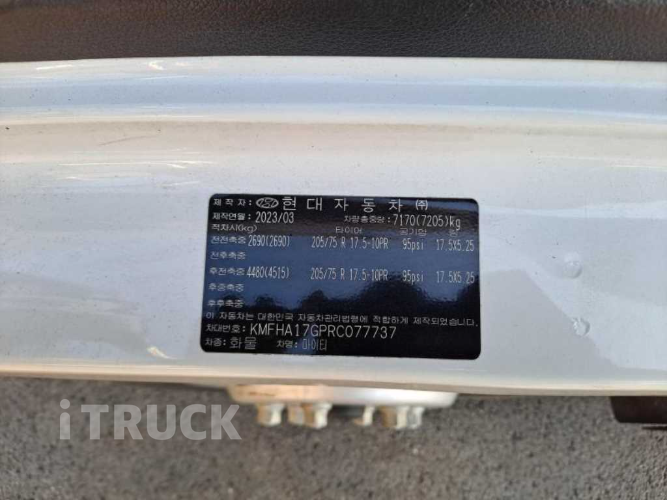 제 작 자 : 현 대 자 동 차 ㈜
제작연월: 2023/03 차량총중량: 7170(7205)kg
적차시(kg) 타이어 공기압 림
전전축중 2690(2690) 205/75 R 17.5-10PR 95psi 17.5X5.25
전후축중
후전축중 4480(4515) 205/75 R 17.5-10PR 95psi 17.5X5.25
후중축중
후후축중
이 자동차는 대한민국 자동차관리법령에 적합하게 제작되었습니다.
차대번호: KMFHA17GPRC077737
차종: 화물 차명: 마이티
iTRUCK